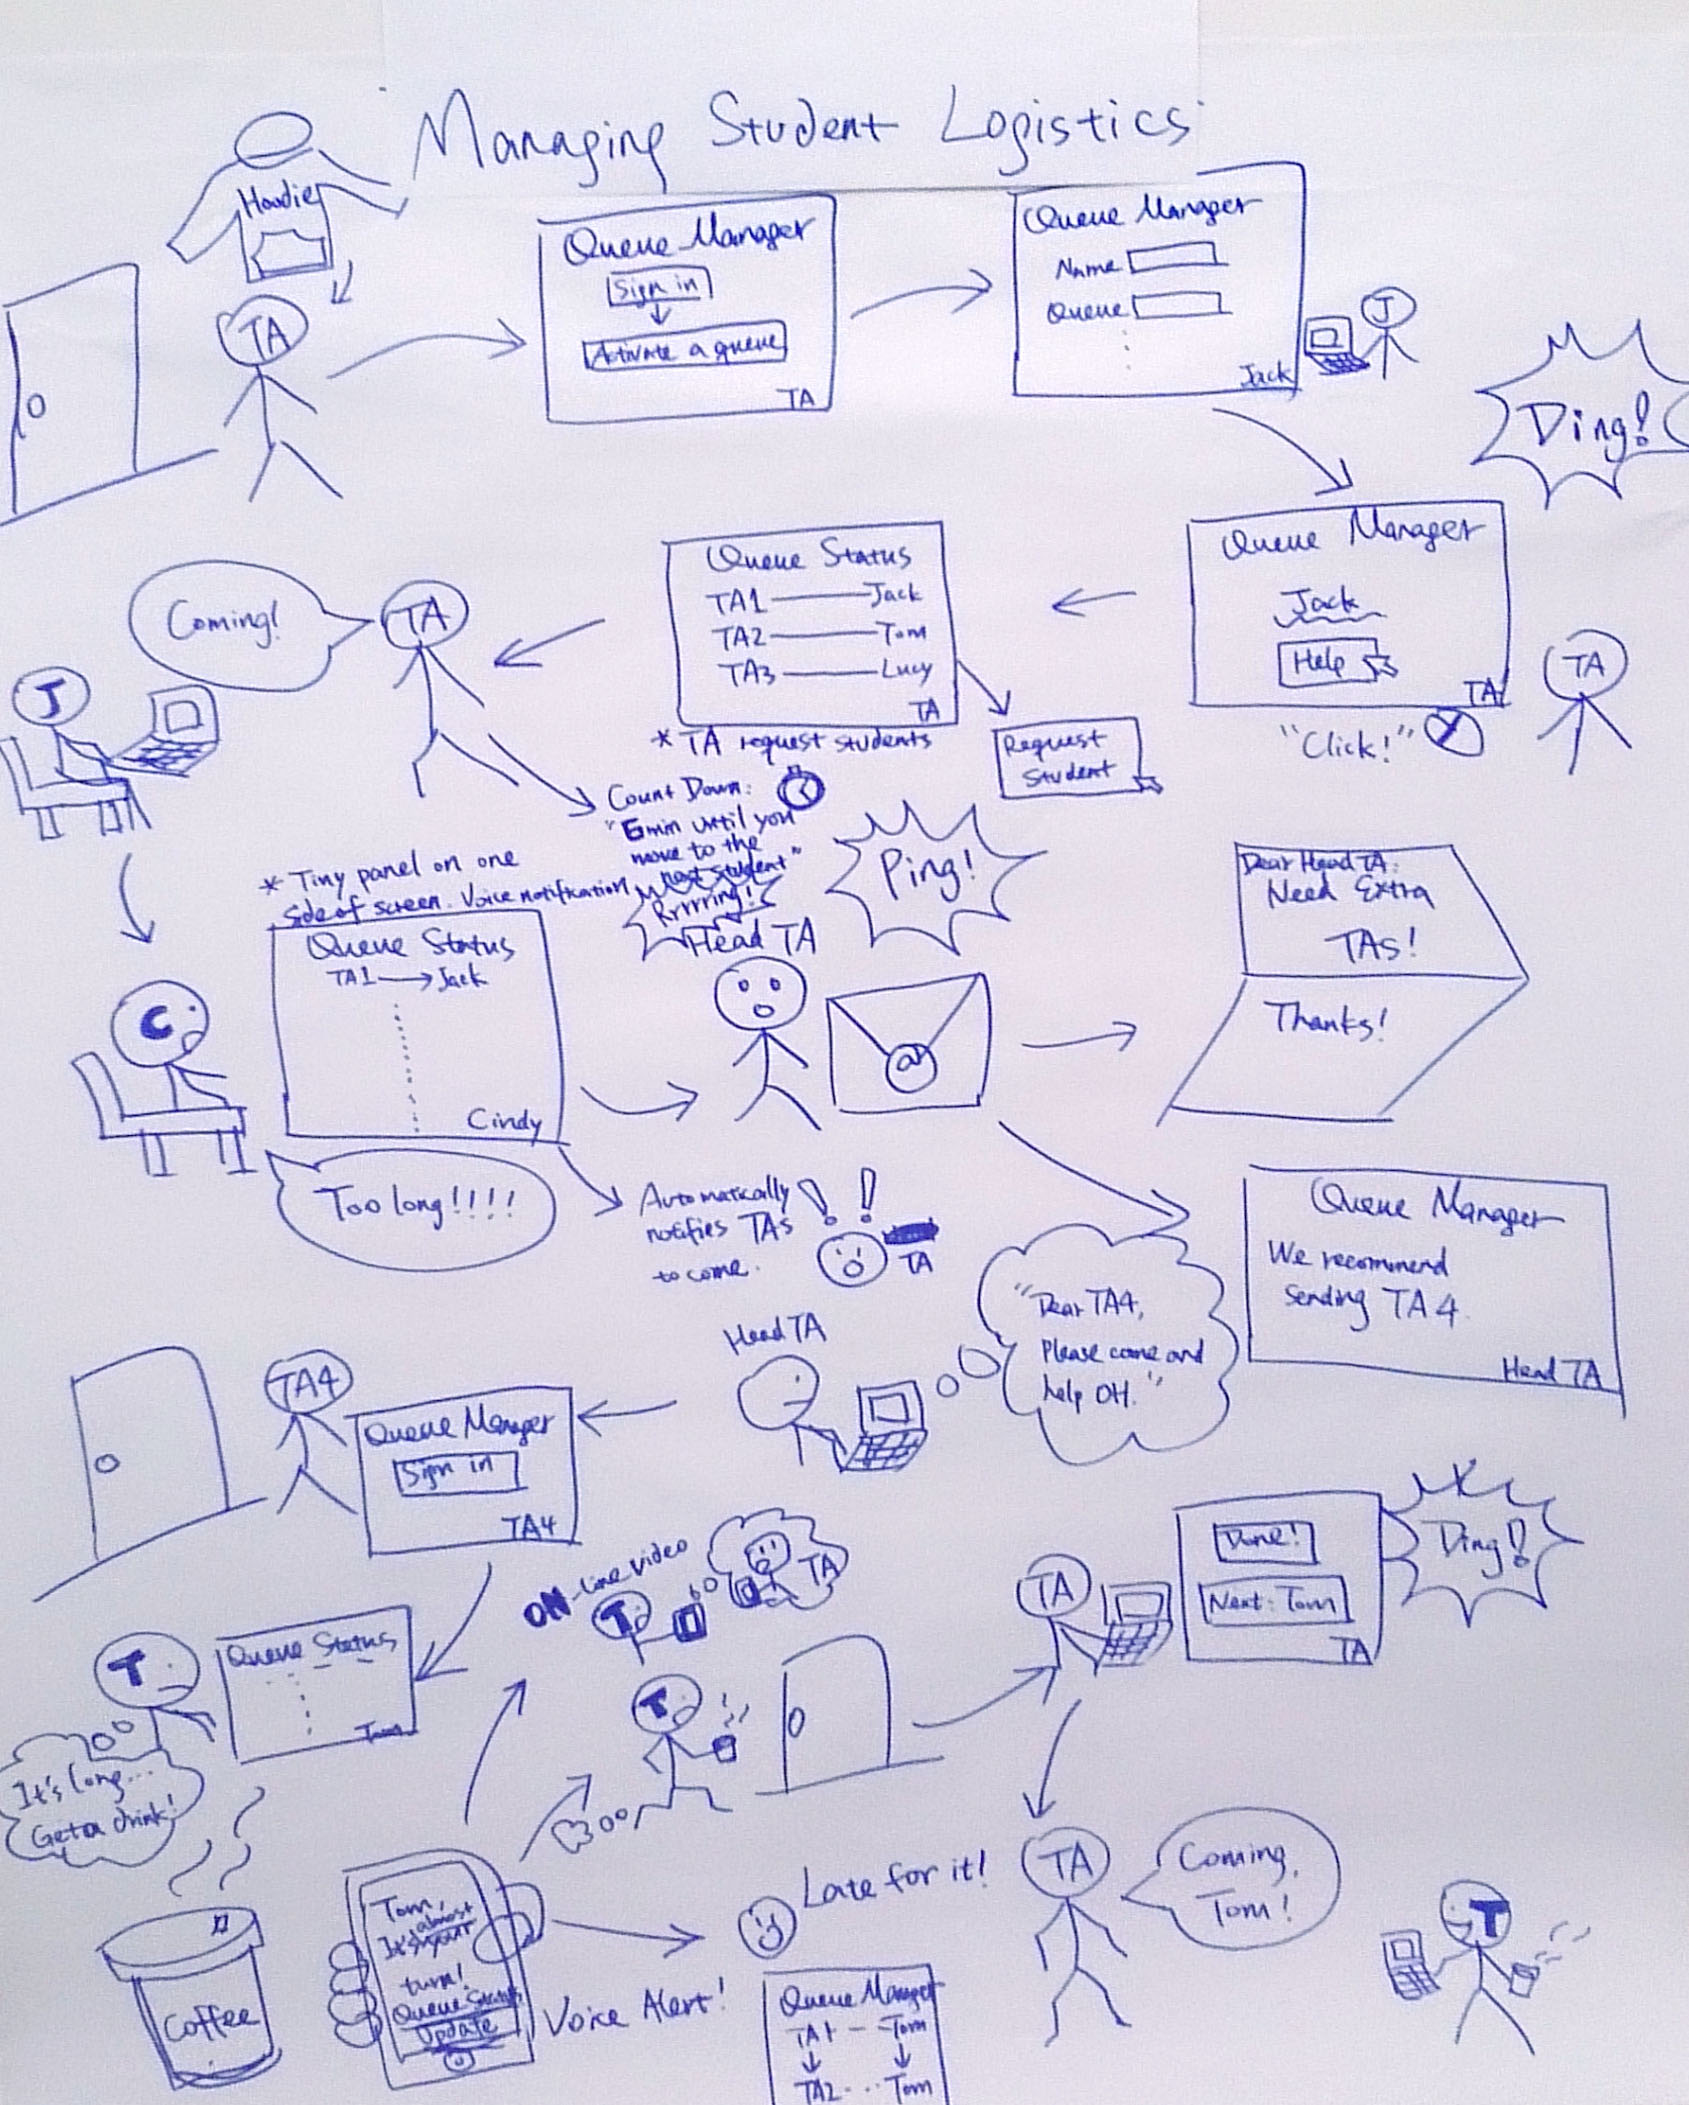 Managing Student Logistics
Hoodie
TA
Queue Manager
Sign in
Activate a queue
TA
Queue Manager
Name
Queue
Jack
J
Ding!
Queue Manager
Jack
Help
TA
"Click!"
TA
Queue Status
TA1 Jack
TA2 Tom
TA3 Lucy
TA
* TA request students
Request
Student
TA
Coming!
J
Count Down:
"5min until you
move to the
next student"
* Tiny panel on one
side of screen. Voice notification
Rrrrring!
Queue Status
TA1 Jack
Cindy
C
Too long!!!!
Automatically
notifies TAs
to come.
!!
TA
Head TA
Ping!
@
Dear Head TA:
Need Extra
TAs!
Thanks!
Queue Manager
We recommend
Sending TA4.
Head TA
Head TA
"Dear TA4,
Please come and
help OH."
TA4
Queue Manager
Sign in
TA4
T
Queue Status
Tom
It's long...
Get a drink!
Coffee
Tom,
It's almost your
turn!
Queue Status
Update
Voice Alert!
ON-line video
T
TA
T
TA
Done!
Next: Tom
TA
Ding!
Late for it!
Queue Manager
TA1 -- Tom
TA2 ... Tom
TA
Coming,
Tom!
T